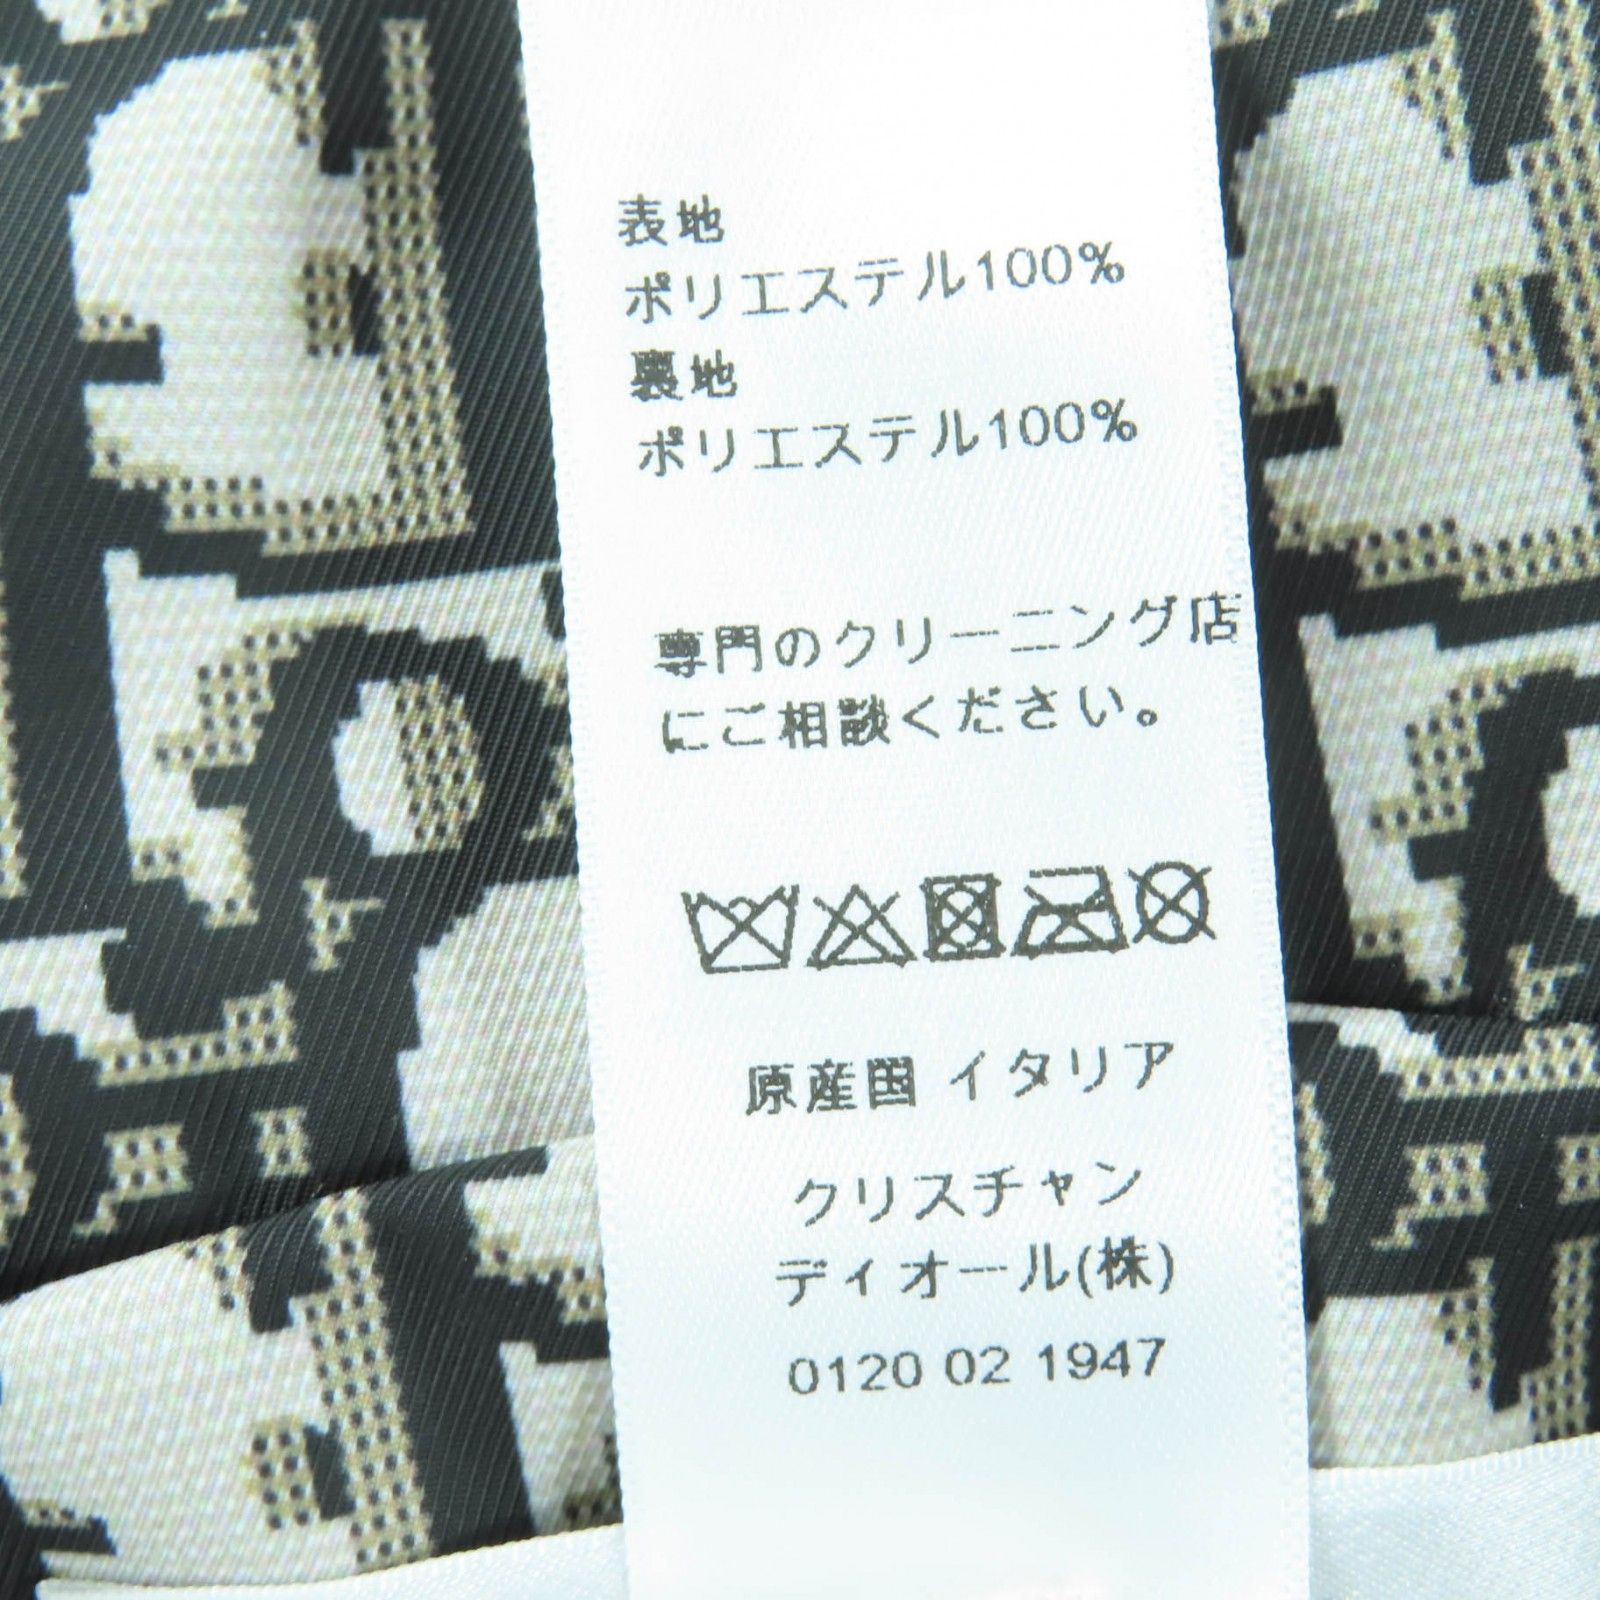 表地
ポリエステル100%
裏地
ポリエステル100%
専門のクリーニング店
にご相談ください。
原産国 イタリア
クリスチャン
ディオール(株)
0120 02 1947